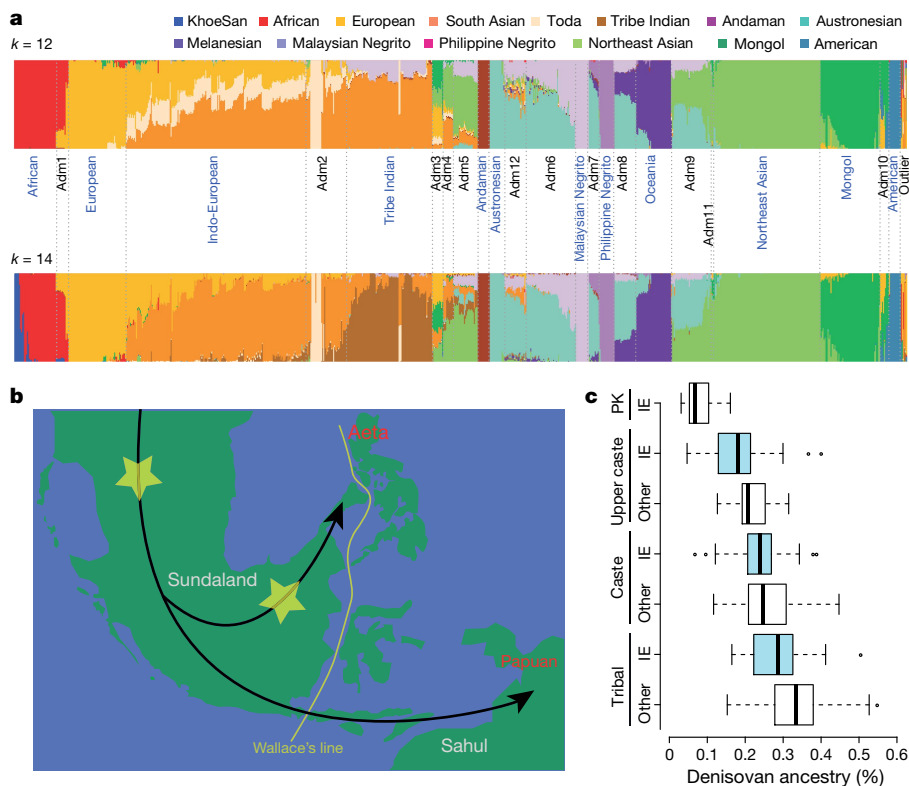 a
KhoeSan African European South Asian Toda Tribe Indian Andaman Austronesian
Melanesian Malaysian Negrito Philippine Negrito Northeast Asian Mongol American
k = 12
African
Adm1
European
Indo-European
Adm2
Tribe Indian
Adm3
Adm4
Adm5
Andaman
Austronesian
Adm12
Adm6
Malaysian Negrito
Adm7
Philippine Negrito
Adm8
Oceania
Adm9
Adm11
Northeast Asian
Mongol
Adm10
American
Outlier
k = 14
b
Aeta
Sundaland
Papuan
Wallace's line
Sahul
c
PK
IE
Upper caste
IE
Other
Caste
IE
Other
Tribal
IE
Other
0 0.1 0.2 0.3 0.4 0.5 0.6
Denisovan ancestry (%)